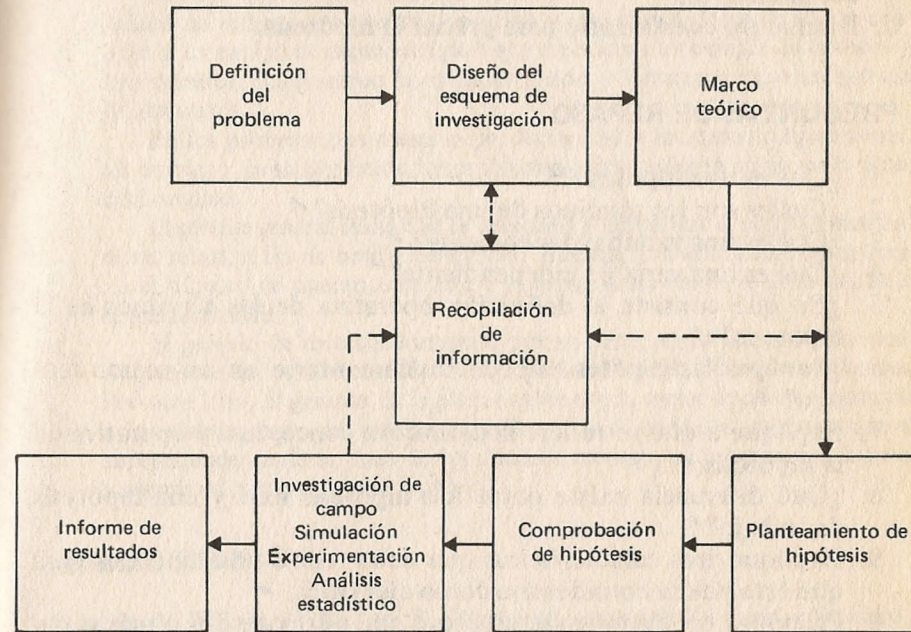 Definición
del
problema
Diseño del
esquema de
investigación
Marco
teórico
Recopilación
de
información
Informe de
resultados
Investigación de
campo
Simulación
Experimentación
Análisis
estadístico
Comprobación
de hipótesis
Planteamiento de
hipótesis